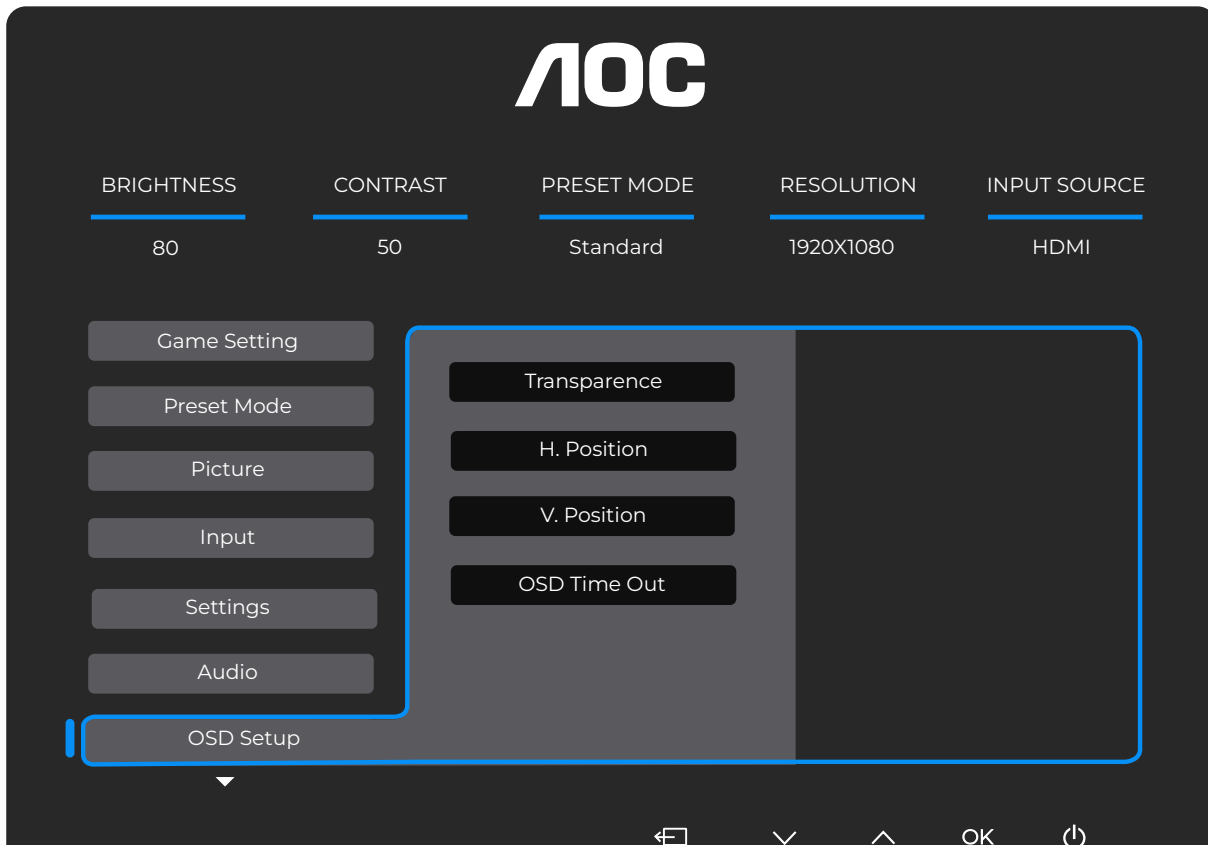 AOC
BRIGHTNESS CONTRAST PRESET MODE RESOLUTION INPUT SOURCE
80 50 Standard 1920X1080 HDMI
Game Setting
Preset Mode
Picture
Input
Settings
Audio
OSD Setup
Transparence
H. Position
V. Position
OSD Time Out
OK